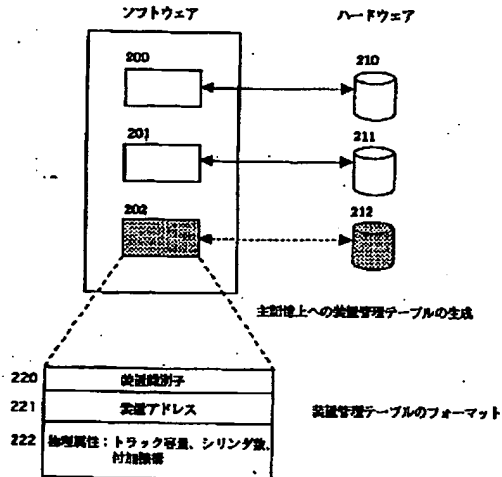 ソフトウェア ハードウェア
200 210
201 211
202 212
主記憶上への装置管理テーブルの生成
220 装置識別子
221 装置アドレス
装置管理テーブルのフォーマット
222 物理属性：トラック容量、シリンダ数、
付加機構